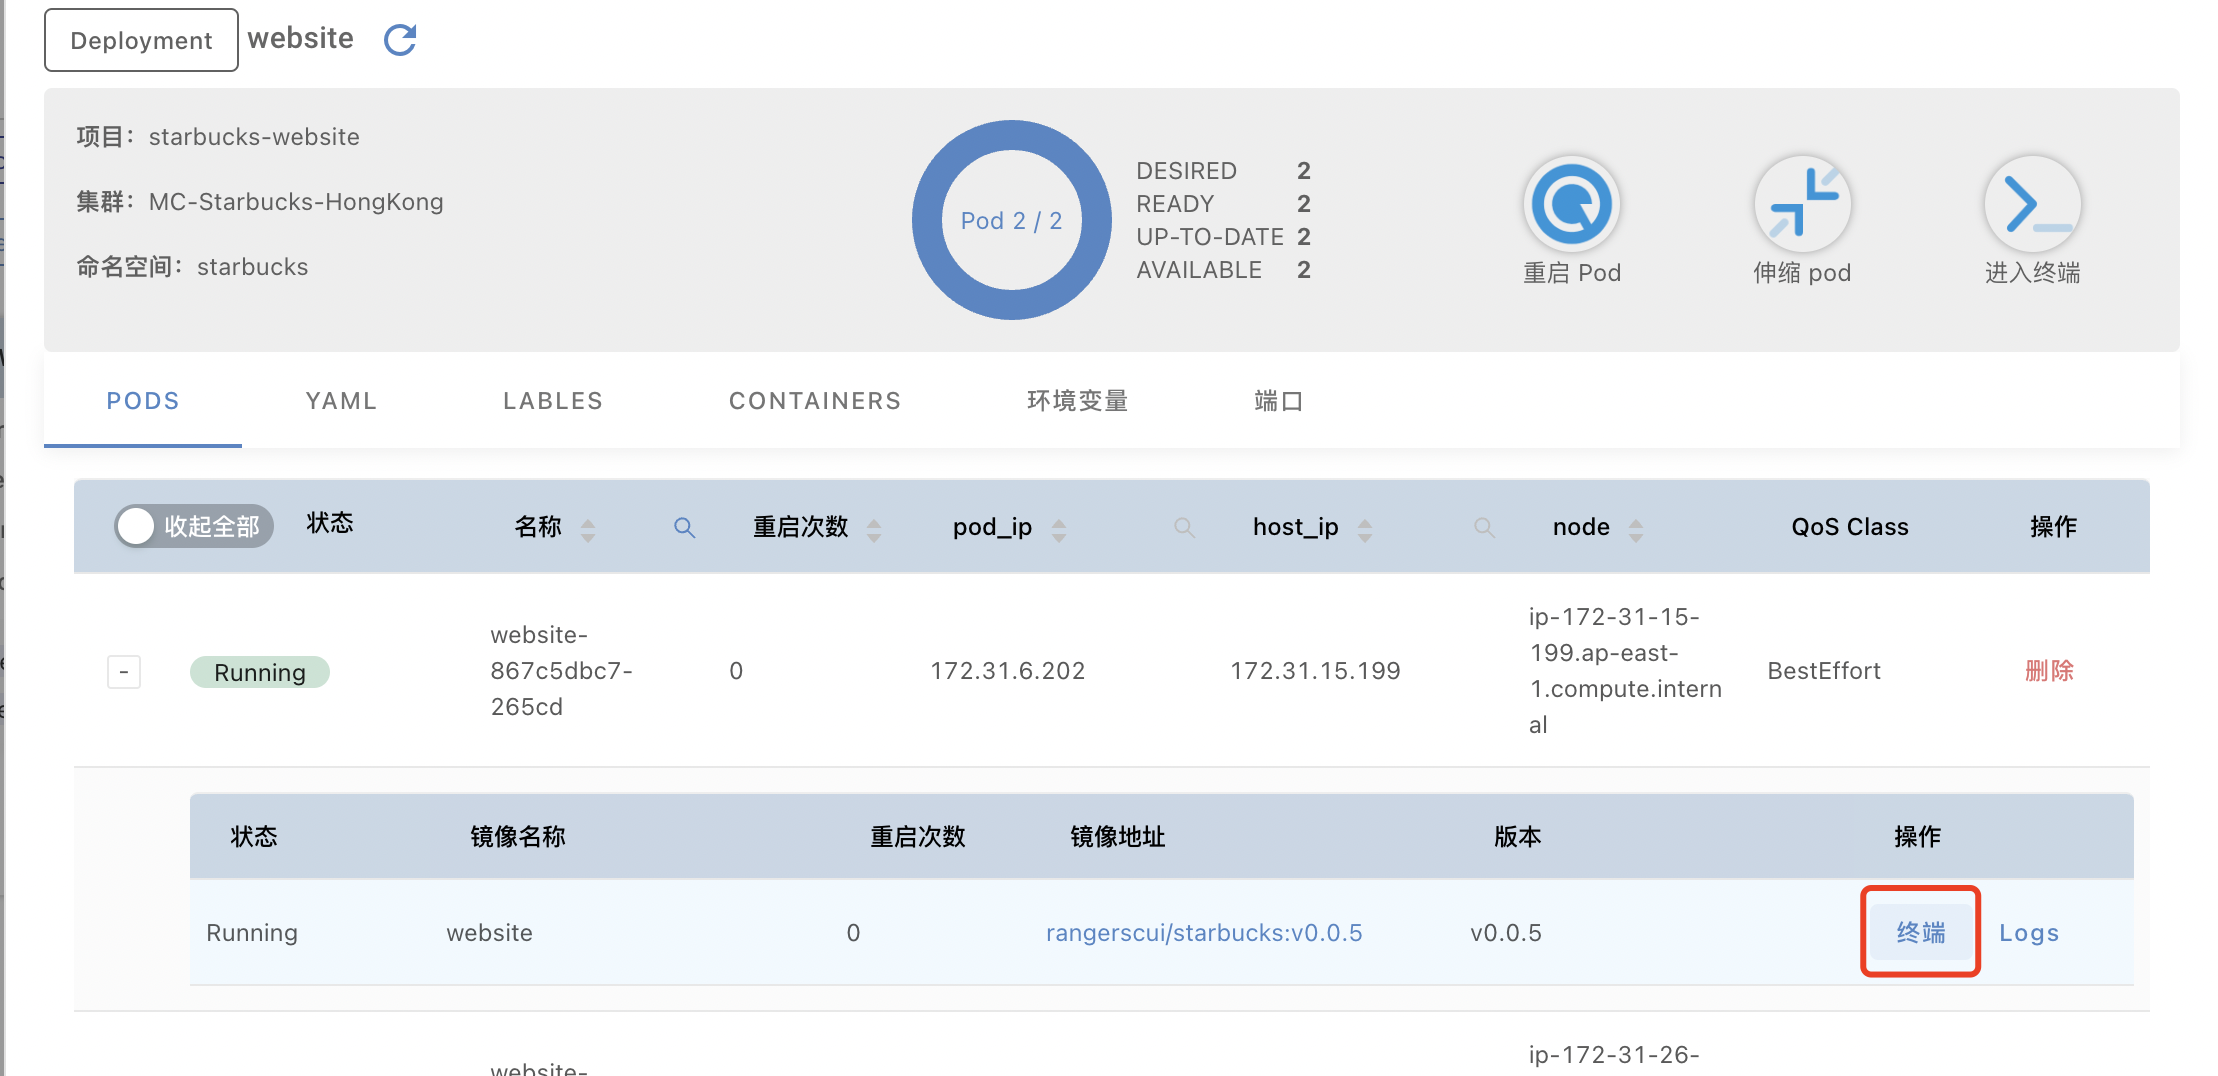 Deployment website
项目：starbucks-website
集群：MC-Starbucks-HongKong
命名空间：starbucks
Pod 2 / 2
DESIRED 2
READY 2
UP-TO-DATE 2
AVAILABLE 2
重启 Pod
伸缩 pod
进入终端
PODS YAML LABLES CONTAINERS 环境变量 端口
收起全部 状态 名称 重启次数 pod_ip host_ip node QoS Class 操作
- Running
website-
867c5dbc7-
265cd
0 172.31.6.202 172.31.15.199
ip-172-31-15-
199.ap-east-
1.compute.intern
al
BestEffort 删除
状态 镜像名称 重启次数 镜像地址 版本 操作
Running website 0 rangerscui/starbucks:v0.0.5 v0.0.5 终端 Logs
website-
ip-172-31-26-